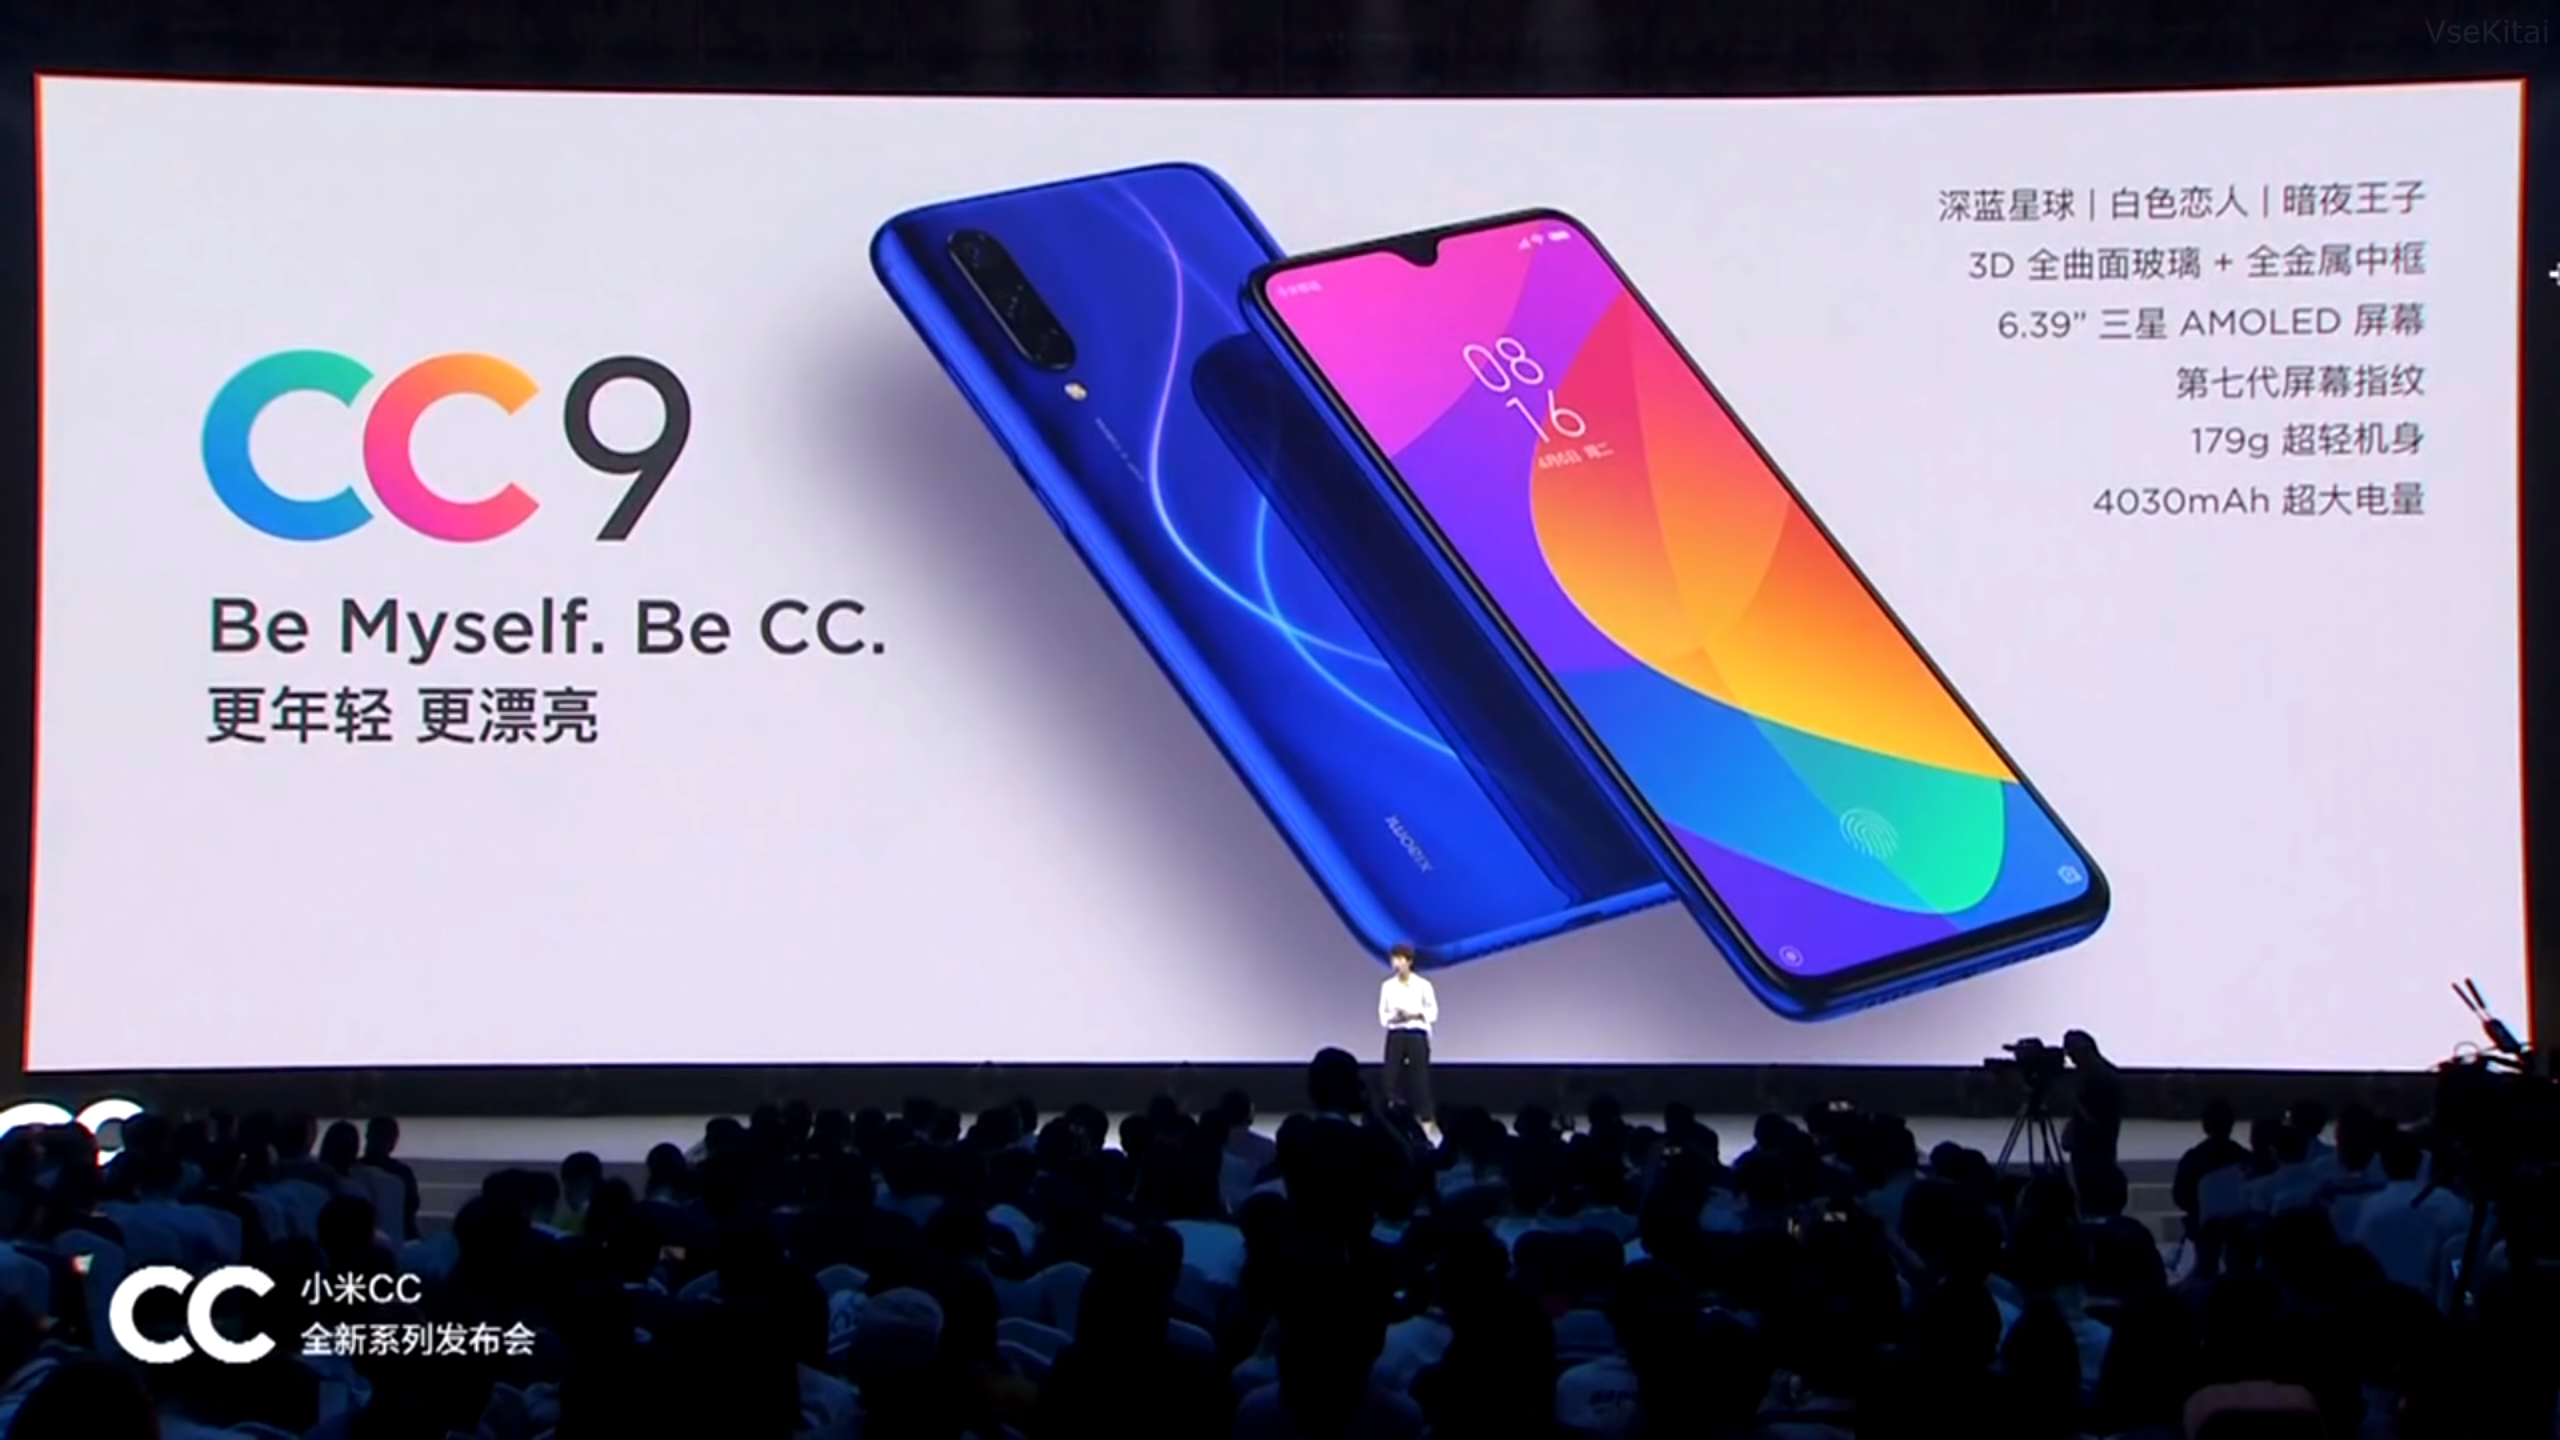 VseKitai
CC9
Be Myself. Be CC.
更年轻 更漂亮
深蓝星球 | 白色恋人 | 暗夜王子
3D 全曲面玻璃 + 全金属中框
6.39" 三星 AMOLED 屏幕
第七代屏幕指纹
179g 超轻机身
4030mAh 超大电量
08
16
xiaomi
CC
小米CC
全新系列发布会